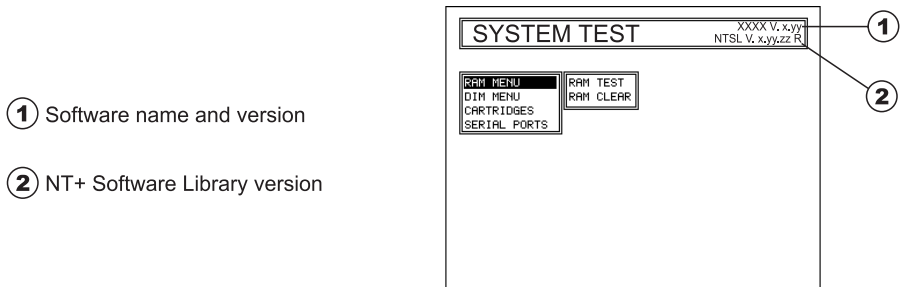 SYSTEM TEST
XXXX V. x.yy
NTSL V. x.yy.zz R
1
2
RAM MENU
DIM MENU
CARTRIDGES
SERIAL PORTS
RAM TEST
RAM CLEAR
1 Software name and version
2 NT+ Software Library version